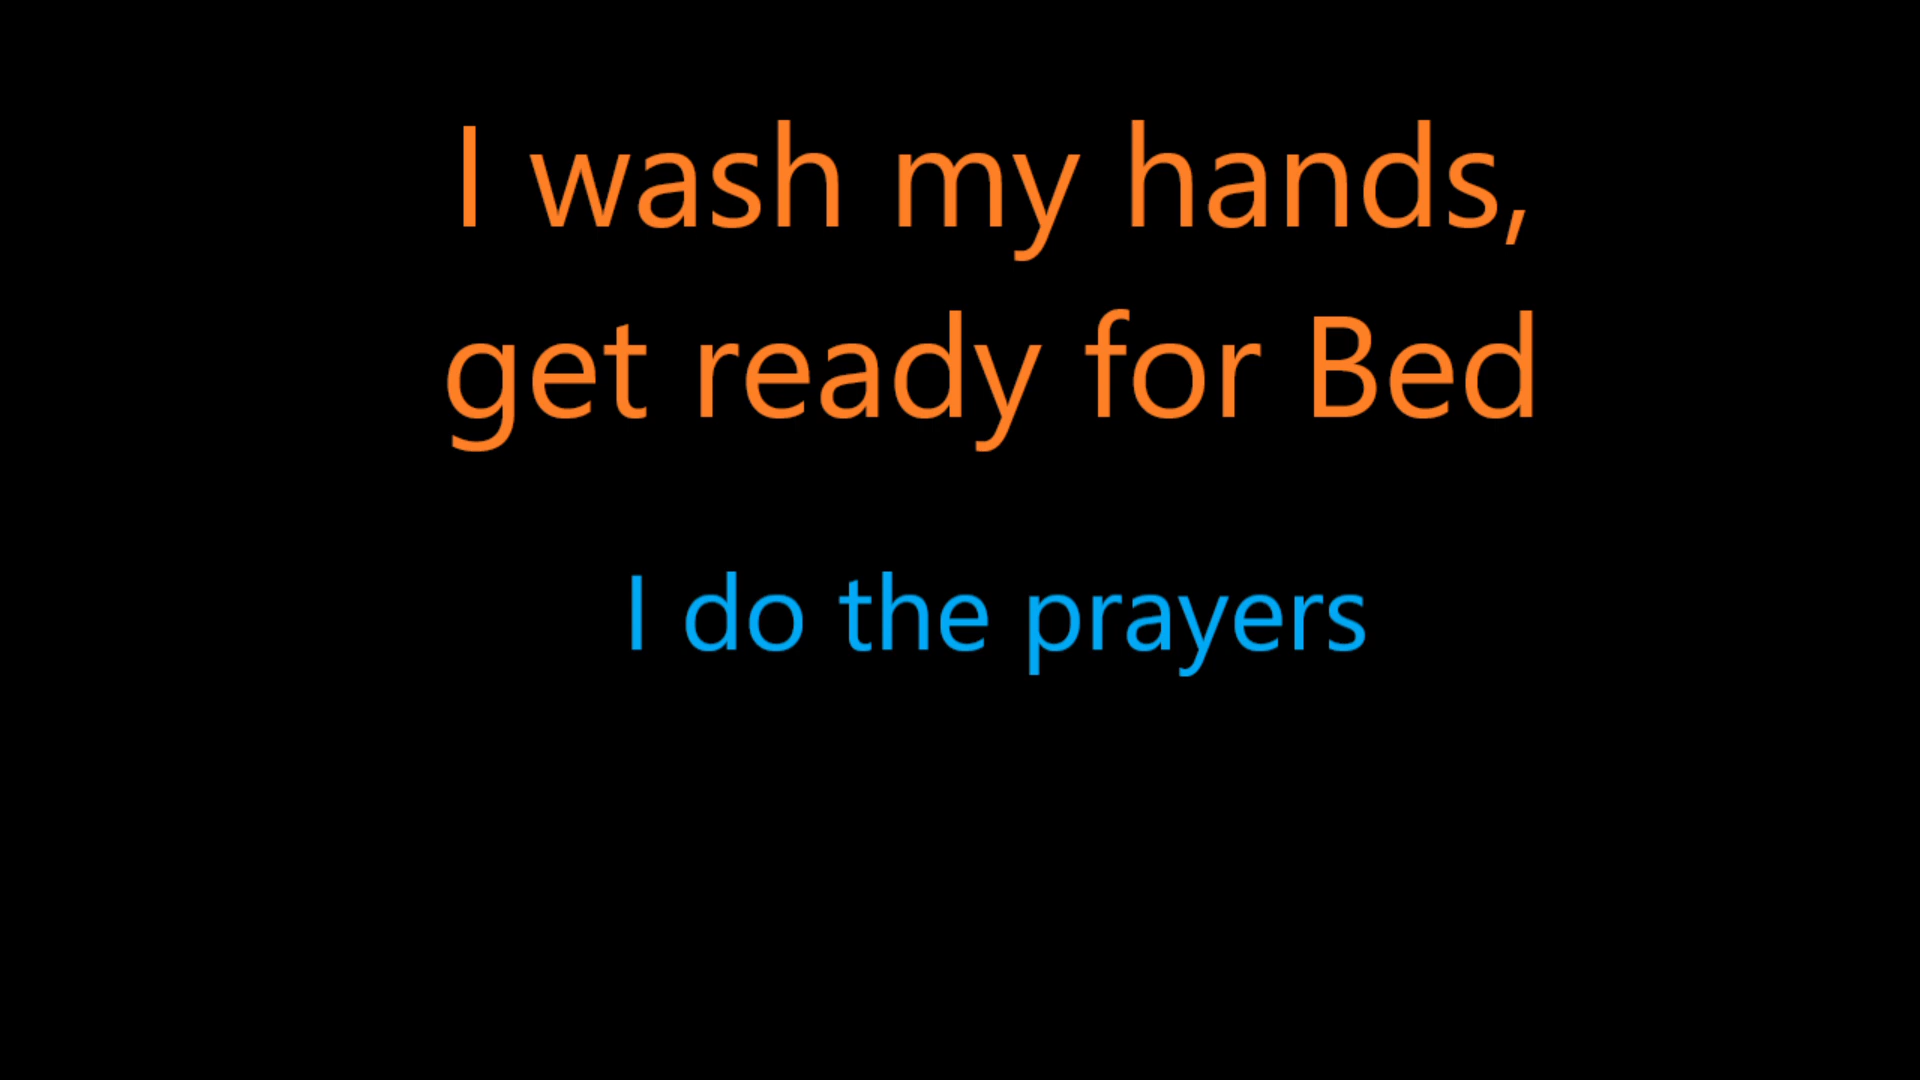 I wash my hands,
get ready for Bed
I do the prayers